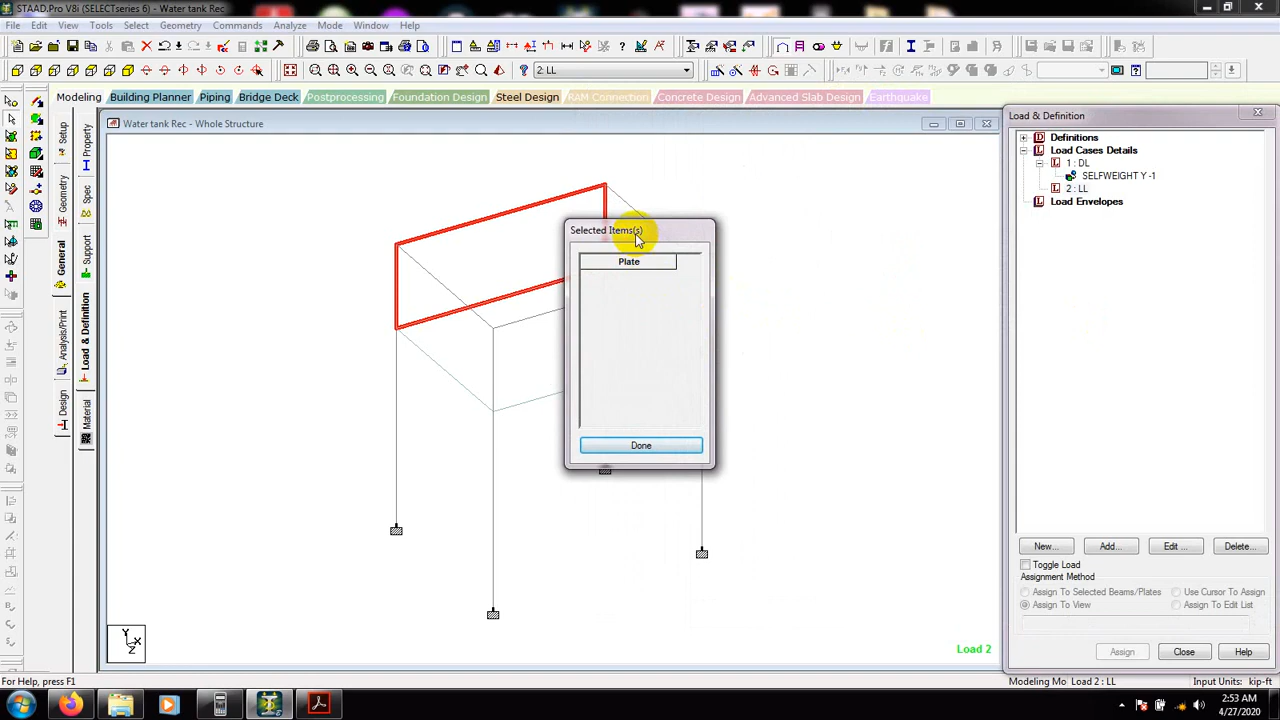 STAAD.Pro V8i (SELECTseries 6) - Water tank Rec
File Edit View Tools Select Geometry Commands Analyze Mode Window Help
2: LL
Modeling Building Planner Piping Bridge Deck Postprocessing Foundation Design Steel Design RAM Connection Concrete Design Advanced Slab Design Earthquake
Setup
Geometry
General
Analysis/Print
Design
Property
Spec
Support
Load & Definition
Material
Water tank Rec - Whole Structure
Selected Items(s)
Plate
Done
Y
X
Z
Load 2
Load & Definition
Definitions
Load Cases Details
1 : DL
SELFWEIGHT Y -1
2 : LL
Load Envelopes
New... Add... Edit ... Delete...
Toggle Load
Assignment Method
Assign To Selected Beams/Plates Use Cursor To Assign
Assign To View Assign To Edit List
Assign Close Help
For Help, press F1
Modeling Mo Load 2 : LL Input Units: kip-ft
2:53 AM
4/27/2020